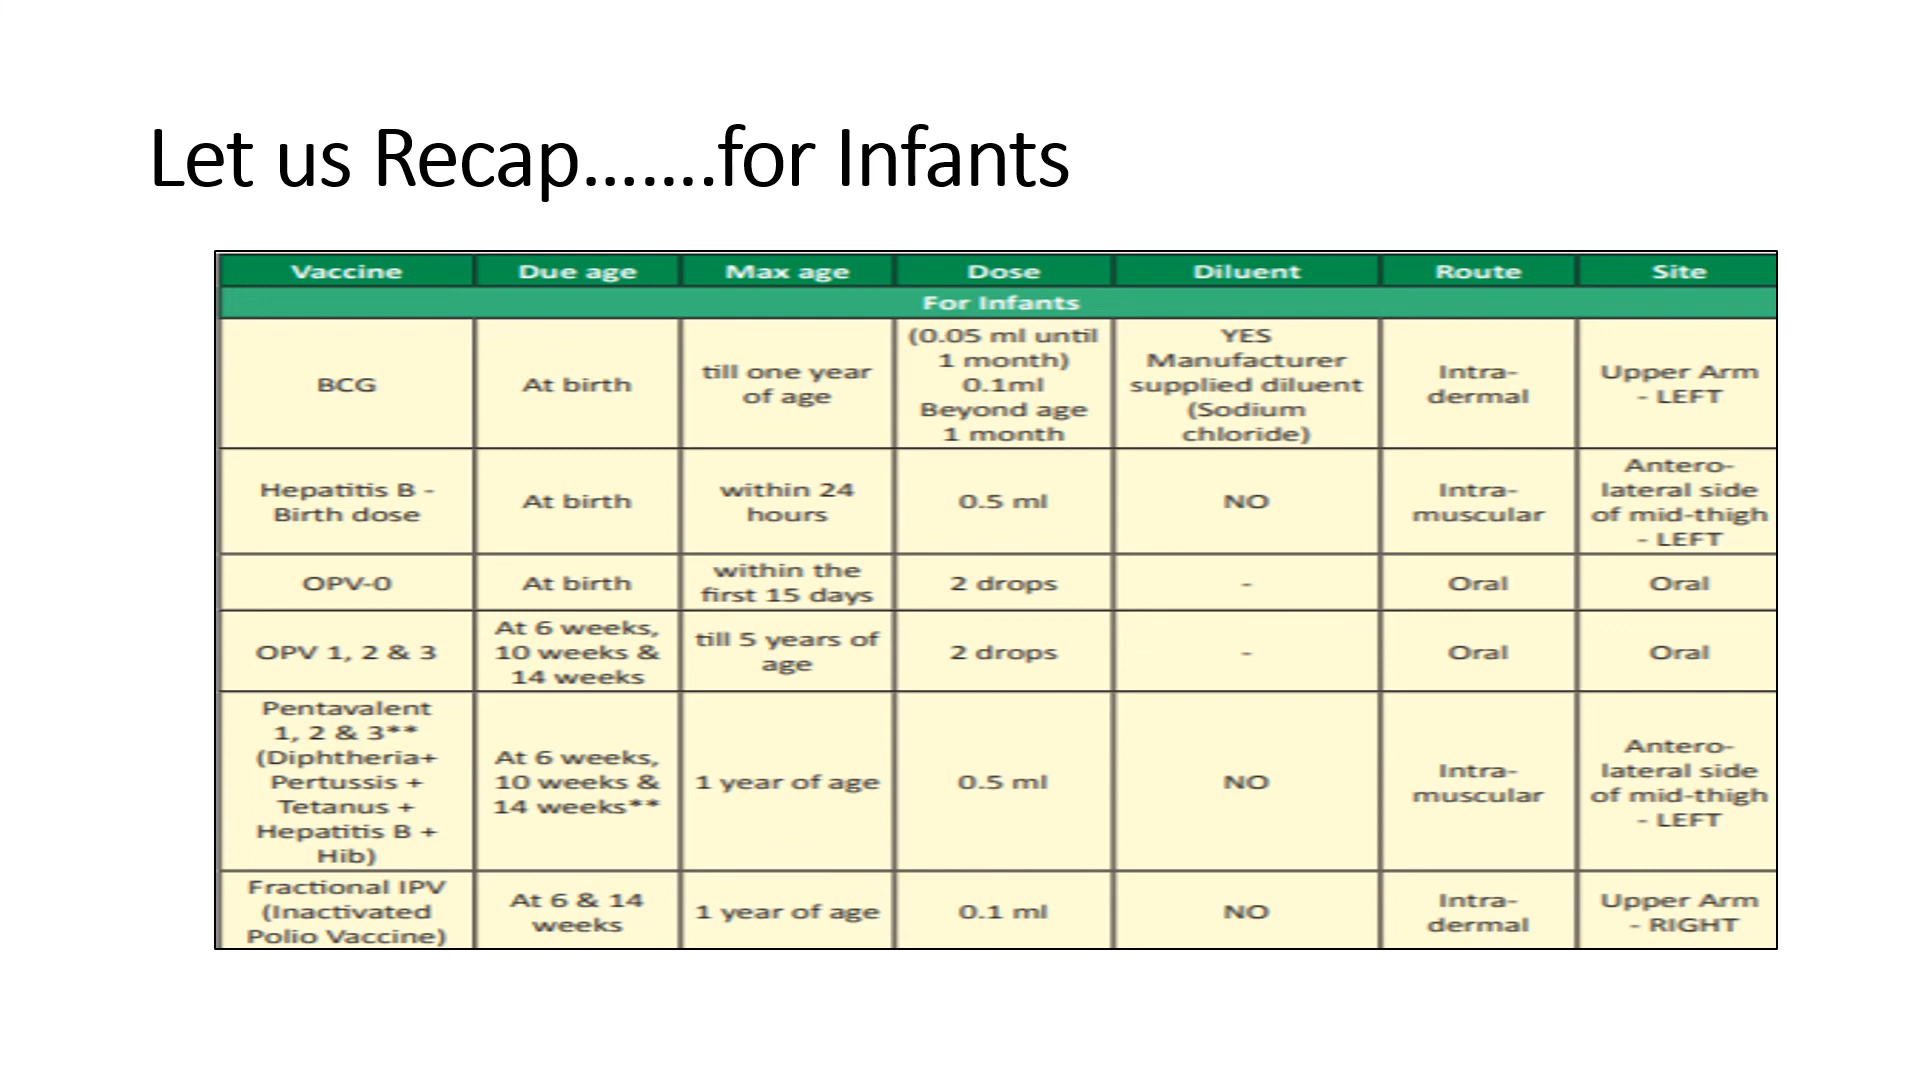 Let us Recap.......for Infants
Vaccine Due age Max age Dose Diluent Route Site
For Infants
BCG
At birth
till one year
of age
(0.05 ml until
1 month)
0.1ml
Beyond age
1 month
YES
Manufacturer
supplied diluent
(Sodium
chloride)
Intra-
dermal
Upper Arm
- LEFT
Hepatitis B -
Birth dose
At birth
within 24
hours
0.5 ml
NO
Intra-
muscular
Antero-
lateral side
of mid-thigh
- LEFT
OPV-0
At birth
within the
first 15 days
2 drops
-
Oral
Oral
OPV 1, 2 & 3
At 6 weeks,
10 weeks &
14 weeks
till 5 years of
age
2 drops
-
Oral
Oral
Pentavalent
1, 2 & 3**
(Diphtheria+
Pertussis +
Tetanus +
Hepatitis B +
Hib)
At 6 weeks,
10 weeks &
14 weeks**
1 year of age
0.5 ml
NO
Intra-
muscular
Antero-
lateral side
of mid-thigh
- LEFT
Fractional IPV
(Inactivated
Polio Vaccine)
At 6 & 14
weeks
1 year of age
0.1 ml
NO
Intra-
dermal
Upper Arm
- RIGHT